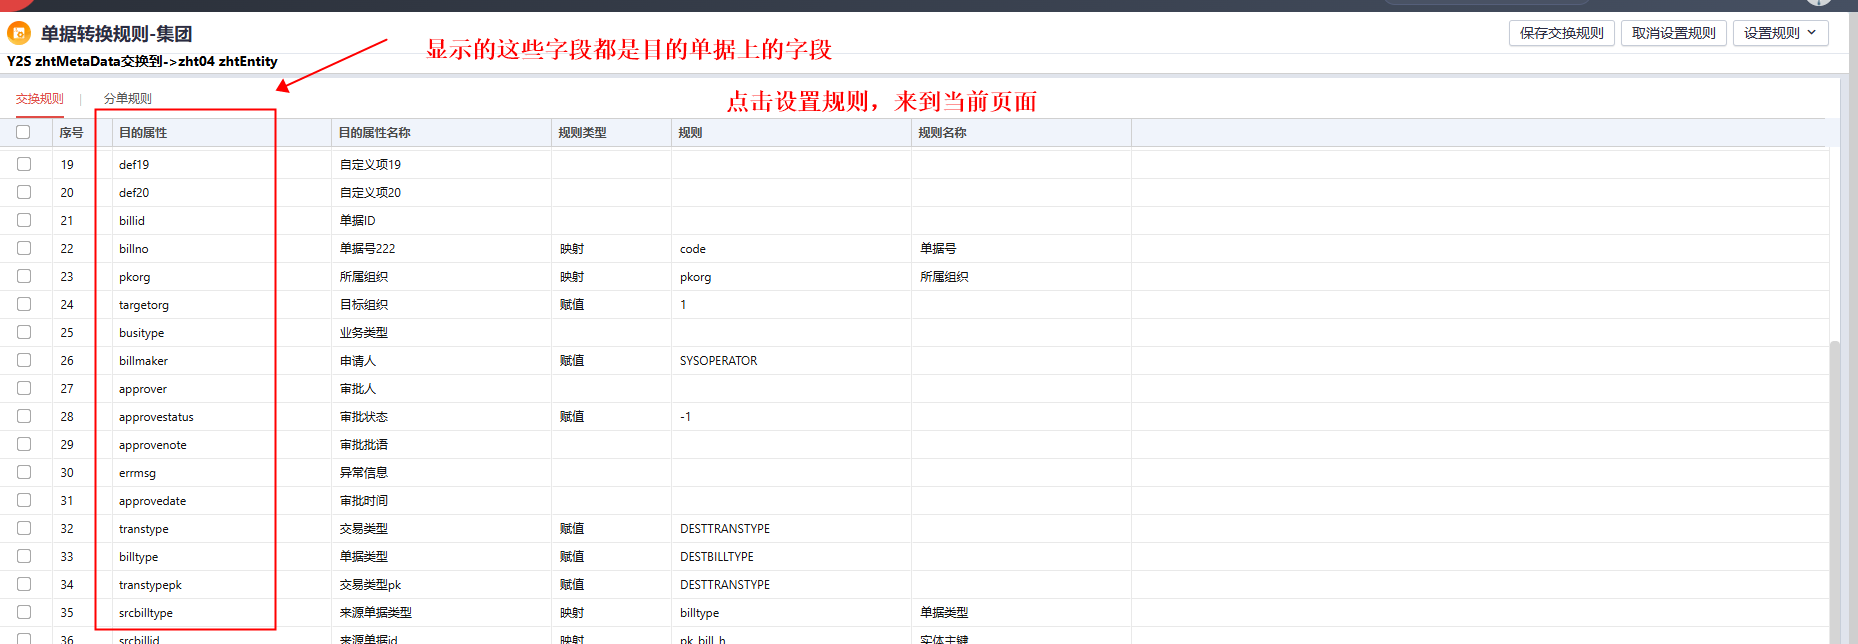 单据转换规则-集团
保存交换规则 取消设置规则 设置规则
显示的这些字段都是目的单据上的字段
Y2S zhtMetaData交换到->zht04 zhtEntity
交换规则 | 分单规则
点击设置规则，来到当前页面
序号 目的属性 目的属性名称 规则类型 规则 规则名称
19 def19 自定义项19
20 def20 自定义项20
21 billid 单据ID
22 billno 单据号222 映射 code 单据号
23 pkorg 所属组织 映射 pkorg 所属组织
24 targetorg 目标组织 赋值 1
25 busitype 业务类型
26 billmaker 申请人 赋值 SYSOPERATOR
27 approver 审批人
28 approvestatus 审批状态 赋值 -1
29 approvenote 审批批语
30 errmsg 异常信息
31 approvedate 审批时间
32 transtype 交易类型 赋值 DESTTRANSTYPE
33 billtype 单据类型 赋值 DESTBILLTYPE
34 transtypepk 交易类型pk 赋值 DESTTRANSTYPE
35 srcbilltype 来源单据类型 映射 billtype 单据类型
36 srcbillid 来源单据id 映射 pk_bill_h 实体主键